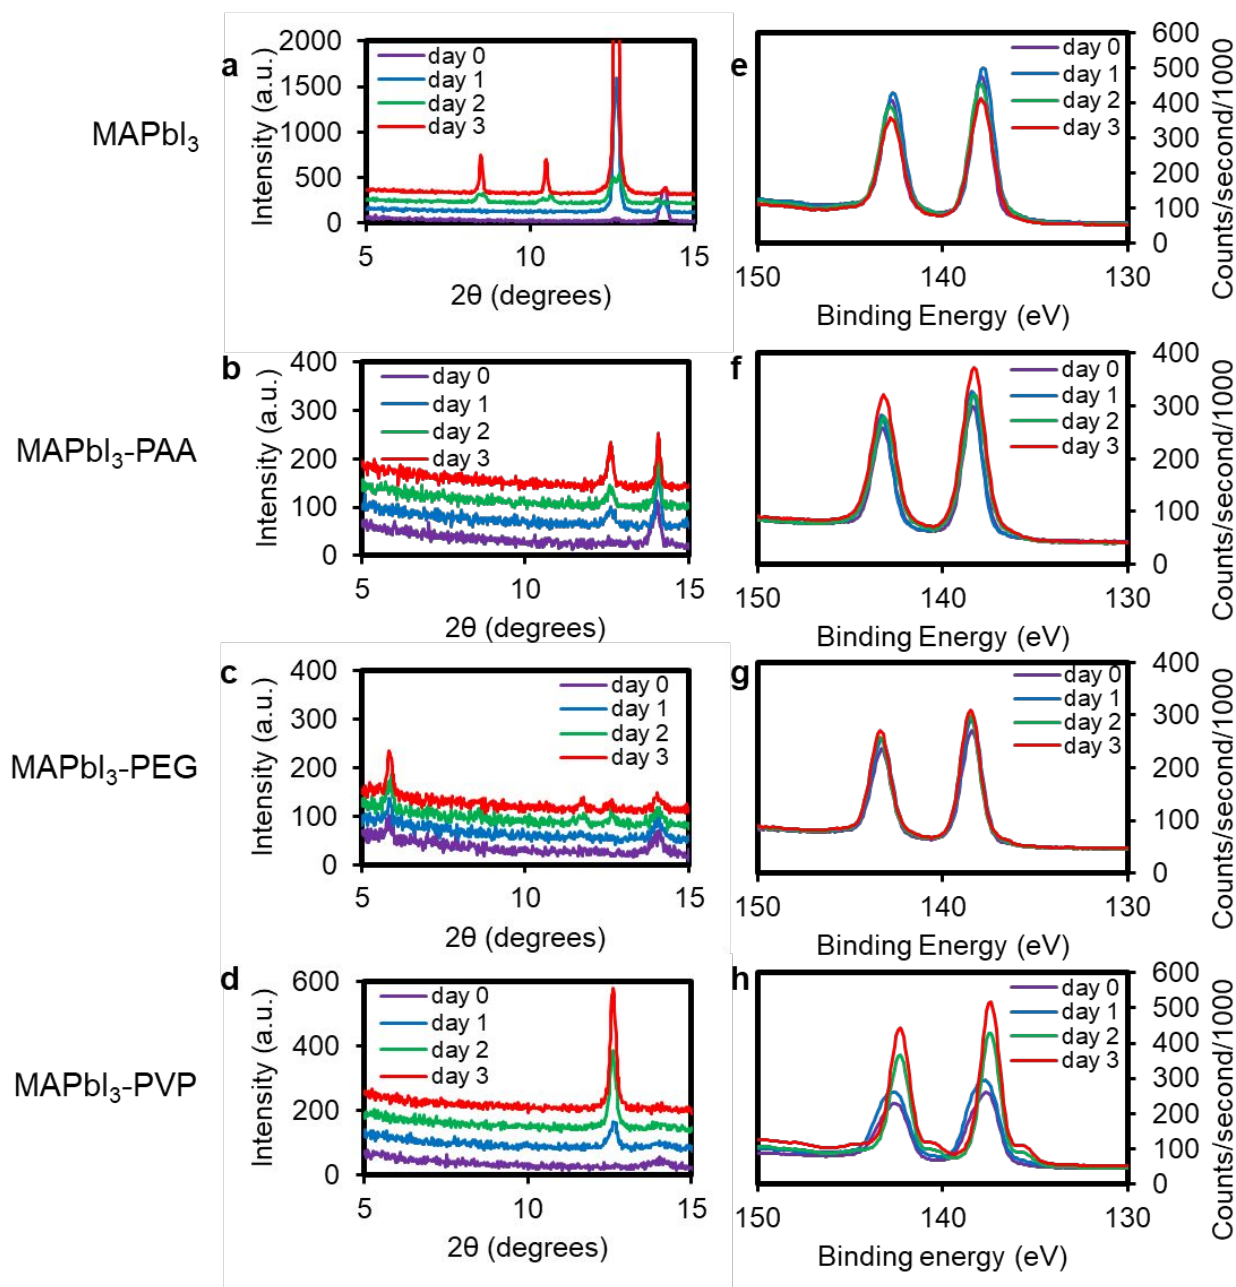 MAPbI₃
a
Intensity (a.u.)
2000
1500
1000
500
0
day 0
day 1
day 2
day 3
5
10
15
2θ (degrees)
e
day 0
day 1
day 2
day 3
600
500
400
300
200
100
0
Counts/second/1000
150
140
130
Binding Energy (eV)
MAPbI₃-PAA
b
Intensity (a.u.)
400
300
200
100
0
day 0
day 1
day 2
day 3
5
10
15
2θ (degrees)
f
day 0
day 1
day 2
day 3
400
300
200
100
0
Counts/second/1000
150
140
130
Binding Energy (eV)
MAPbI₃-PEG
c
Intensity (a.u.)
400
300
200
100
0
day 0
day 1
day 2
day 3
5
10
15
2θ (degrees)
g
day 0
day 1
day 2
day 3
400
300
200
100
0
Counts/second/1000
150
140
130
Binding Energy (eV)
MAPbI₃-PVP
d
Intensity (a.u.)
600
400
200
0
day 0
day 1
day 2
day 3
5
10
15
2θ (degrees)
h
day 0
day 1
day 2
day 3
600
500
400
300
200
100
0
Counts/second/1000
150
140
130
Binding energy (eV)